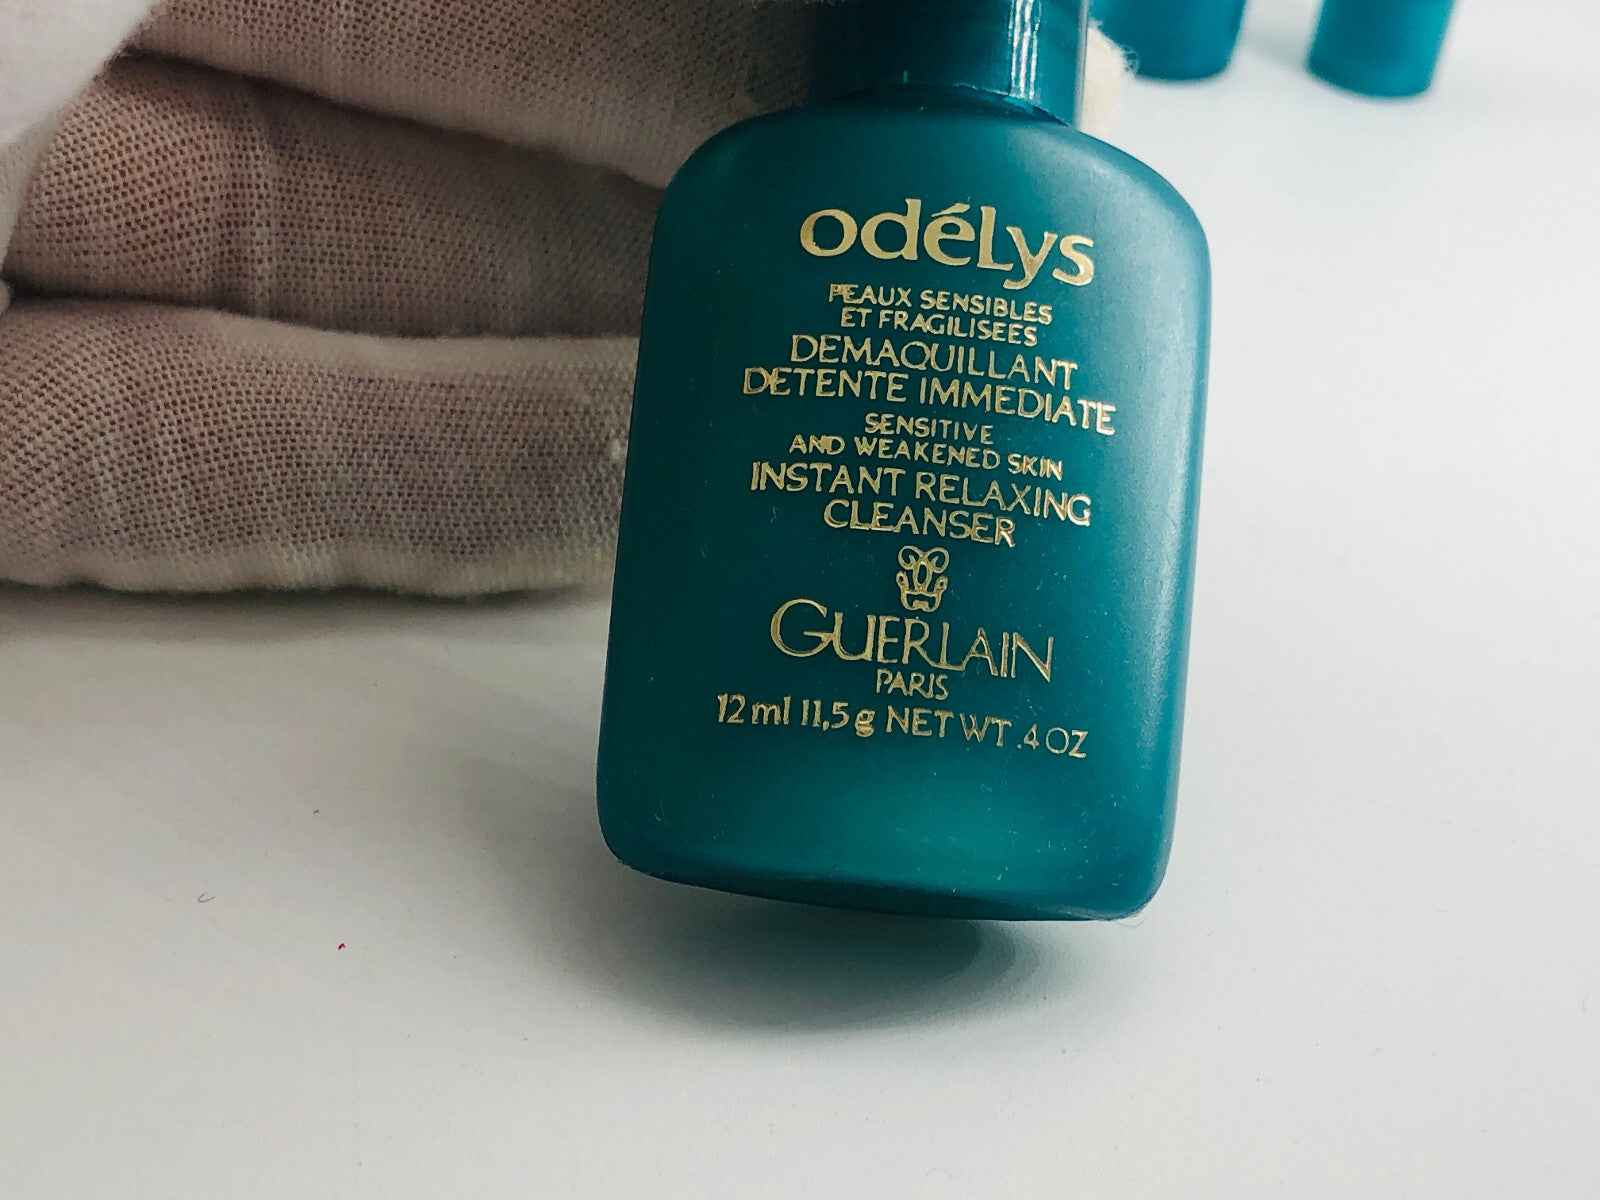 odélys
PEAUX SENSIBLES
ET FRAGILISEES
DEMAQUILLANT
DETENTE IMMEDIATE
SENSITIVE
AND WEAKENED SKIN
INSTANT RELAXING
CLEANSER
GUERLAIN
PARIS
12 ml 11,5 g NET WT .4 OZ